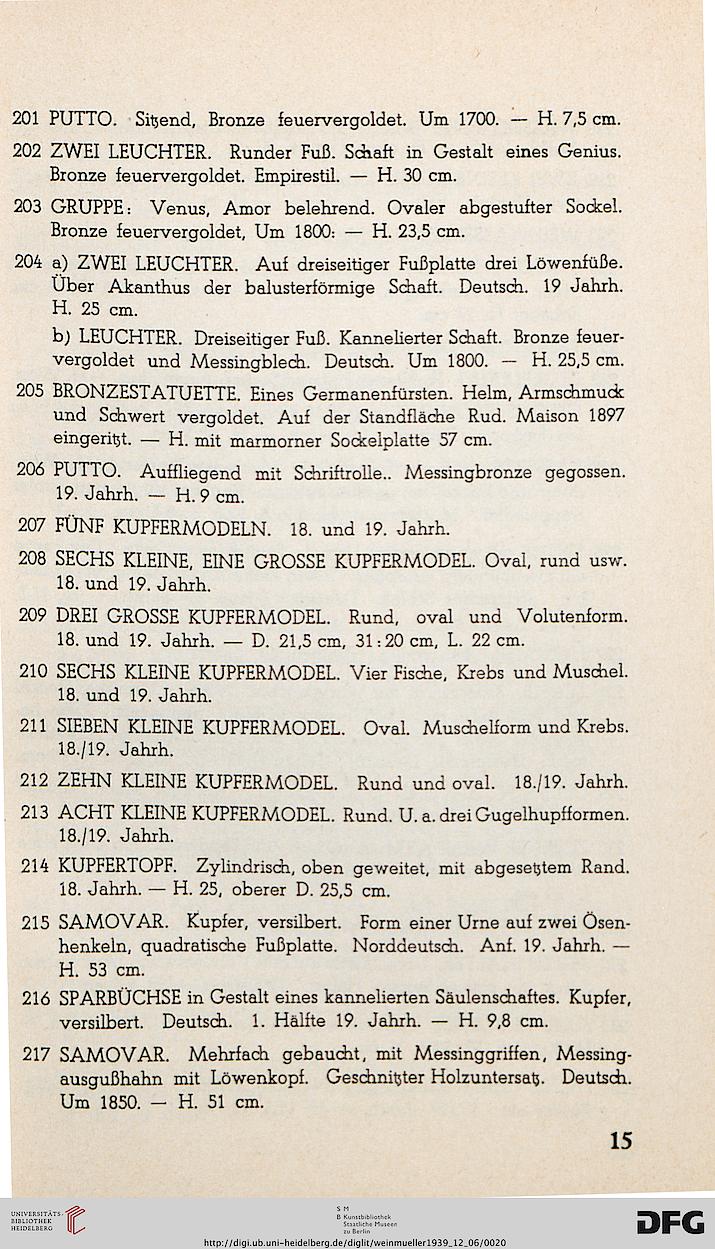 201 PUTTO. Sitzend, Bronze feuervergoldet. Um 1700. — H. 7,5 cm.
202 ZWEI LEUCHTER. Runder Fuß. Schaft in Gestalt eines Genius.
Bronze feuervergoldet. Empirestil. — H. 30 cm.
203 GRUPPE: Venus, Amor belehrend. Ovaler abgestufter Sockel.
Bronze feuervergoldet, Um 1800: — H. 23,5 cm.
204 a) ZWEI LEUCHTER. Auf dreiseitiger Fußplatte drei Löwenfüße.
Über Akanthus der balusterförmige Schaft. Deutsch. 19 Jahrh.
H. 25 cm.
b) LEUCHTER. Dreiseitiger Fuß. Kannelierter Schaft. Bronze feuer-
vergoldet und Messingblech. Deutsch. Um 1800. — H. 25,5 cm.
205 BRONZESTATUETTE. Eines Germanenfürsten. Helm, Armschmuck
und Schwert vergoldet. Auf der Standfläche Rud. Maison 1897
eingeritzt. — H. mit marmorner Sockelplatte 57 cm.
206 PUTTO. Auffliegend mit Schriftrolle.. Messingbronze gegossen.
19. Jahrh. — H. 9 cm.
207 FÜNF KUPFERMODELN. 18. und 19. Jahrh.
208 SECHS KLEINE, EINE GROSSE KUPFERMODEL. Oval, rund usw.
18. und 19. Jahrh.
209 DREI GROSSE KUPFERMODEL. Rund, oval und Volutenform.
18. und 19. Jahrh. — D. 21,5 cm, 31:20 cm, L. 22 cm.
210 SECHS KLEINE KUPFERMODEL. Vier Fische, Krebs und Muschel.
18. und 19. Jahrh.
211 SIEBEN KLEINE KUPFERMODEL. Oval. Muschelform und Krebs.
18./19. Jahrh.
212 ZEHN KLEINE KUPFERMODEL. Rund und oval. 18./19. Jahrh.
213 ACHT KLEINE KUPFERMODEL. Rund. U. a. drei Gugelhupfformen.
18./19. Jahrh.
214 KUPFERTOPF. Zylindrisch, oben geweitet, mit abgesetztem Rand.
18. Jahrh. — H. 25, oberer D. 25,5 cm.
215 SAMOVAR. Kupfer, versilbert. Form einer Urne auf zwei Ösen-
henkeln, quadratische Fußplatte. Norddeutsch. Anf. 19. Jahrh. —
H. 53 cm.
216 SPARBÜCHSE in Gestalt eines kannelierten Säulenschaftes. Kupfer,
versilbert. Deutsch. 1. Hälfte 19. Jahrh. — H. 9,8 cm.
217 SAMOVAR. Mehrfach gebaucht, mit Messinggriffen, Messing-
ausgußhahn mit Löwenkopf. Geschnitzter Holzuntersatz. Deutsch.
Um 1850. — H. 51 cm.
15
UNIVERSITÄTS-
BIBLIOTHEK
HEIDELBERG
S M
B Kunstbibliothek
Staatliche Museen
zu Berlin
DFG
http://digi.ub.uni-heidelberg.de/diglit/weinmueller1939_12_06/0020